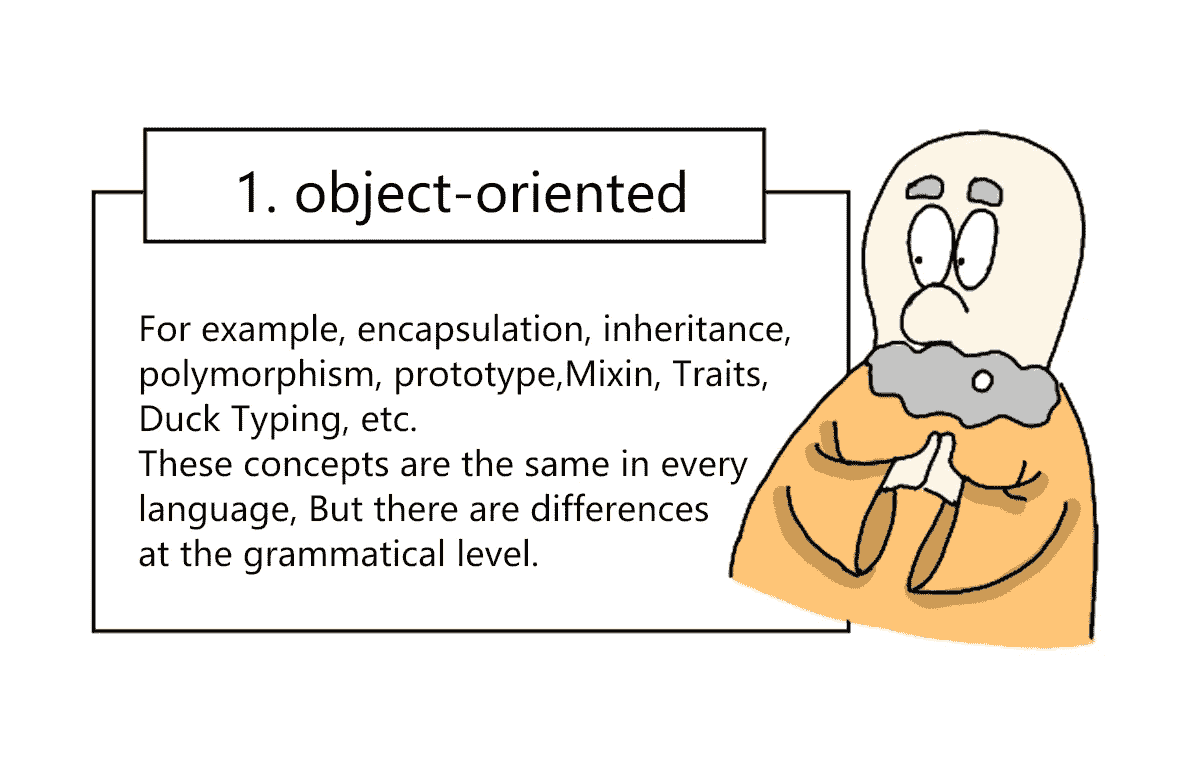 1. object-oriented
For example, encapsulation, inheritance,
polymorphism, prototype,Mixin, Traits,
Duck Typing, etc.
These concepts are the same in every
language, But there are differences
at the grammatical level.